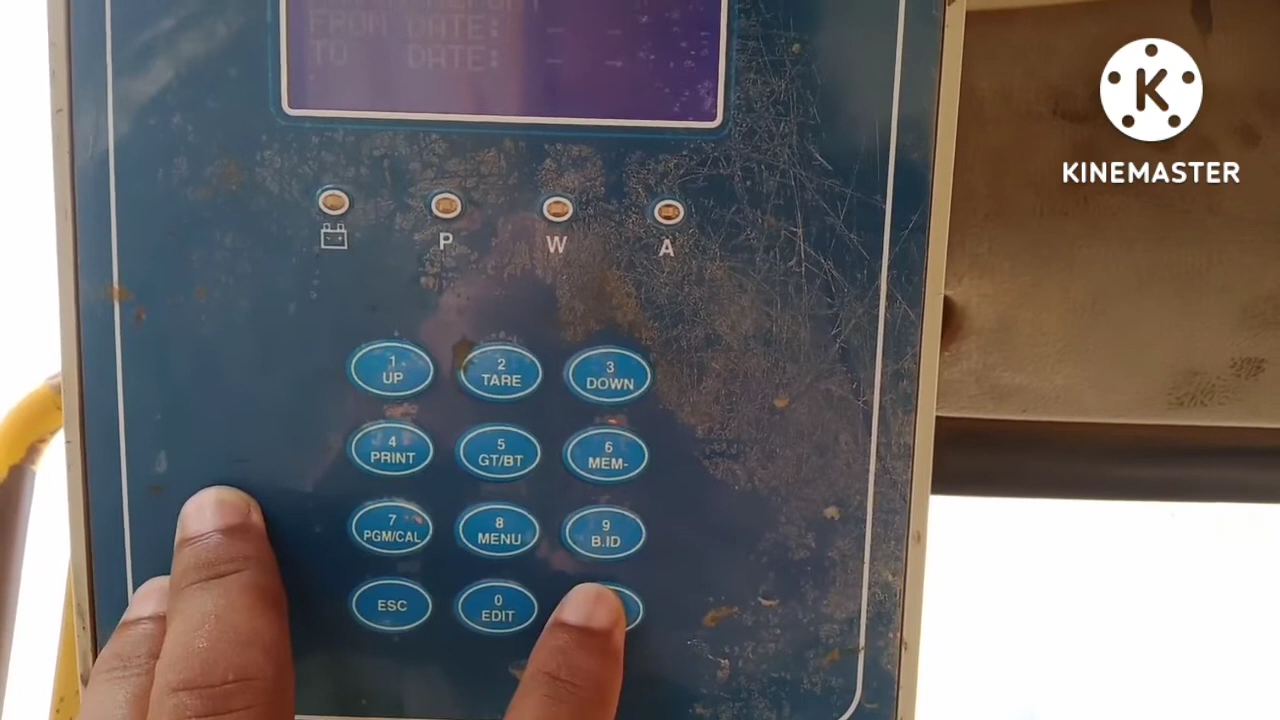 FROM DATE: - -
TO DATE: - -
K
KINEMASTER
P
W
A
1
UP
2
TARE
3
DOWN
4
PRINT
5
GT/BT
6
MEM-
7
PGM/CAL
8
MENU
9
B.ID
ESC
0
EDIT